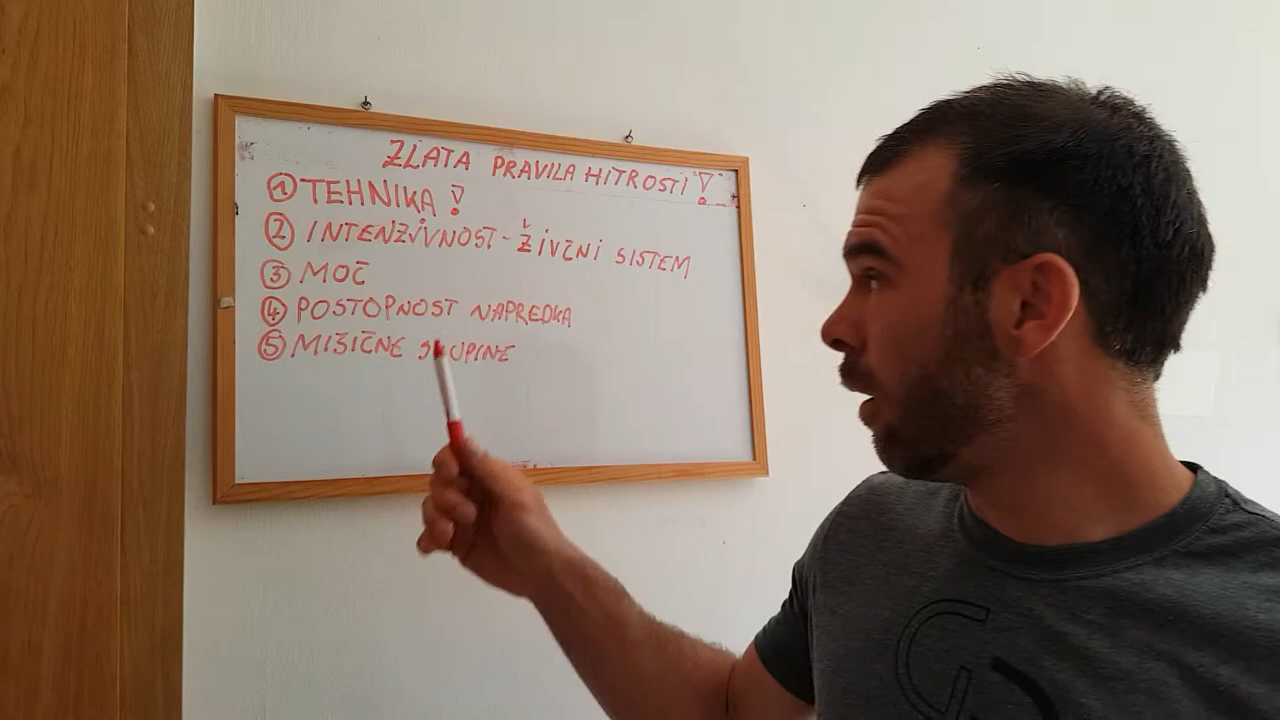 ZLATA PRAVILA HITROSTI!
① TEHNIKA!
② INTENZIVNOST - ŽIVČNI SISTEM
③ MOČ
④ POSTOPNOST NAPREDKA
⑤ MIŠIČNE SKUPINE